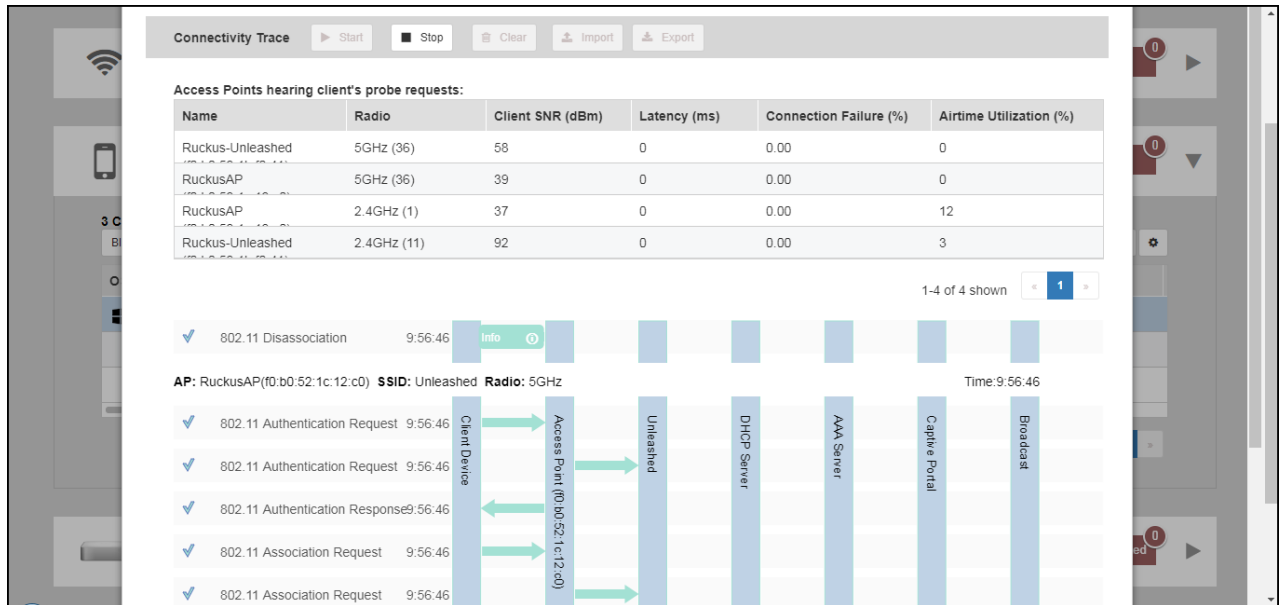 Connectivity Trace Start Stop Clear Import Export
0
Access Points hearing client's probe requests:
Name Radio Client SNR (dBm) Latency (ms) Connection Failure (%) Airtime Utilization (%)
Ruckus-Unleashed 5GHz (36) 58 0 0.00 0
RuckusAP 5GHz (36) 39 0 0.00 0
0
RuckusAP 2.4GHz (1) 37 0 0.00 12
3 C
Ruckus-Unleashed 2.4GHz (11) 92 0 0.00 3
Bl
O
1-4 of 4 shown « 1 »
802.11 Disassociation 9:56:46 Info
AP: RuckusAP(f0:b0:52:1c:12:c0) SSID: Unleashed Radio: 5GHz Time:9:56:46
Client Device
Access Point (f0:b0:52:1c:12:c0)
Unleashed
DHCP Server
AAA Server
Captive Portal
Broadcast
802.11 Authentication Request 9:56:46
802.11 Authentication Request 9:56:46
»
802.11 Authentication Response9:56:46
802.11 Association Request 9:56:46
0
ed
802.11 Association Request 9:56:46